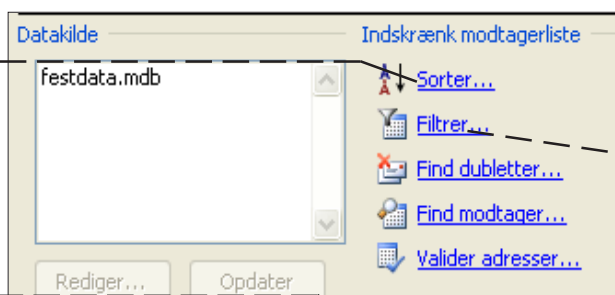 Datakilde
festdata.mdb
Rediger...
Opdater
Indskrænk modtagerliste
Sorter...
Filtrer...
Find dubletter...
Find modtager...
Valider adresser...